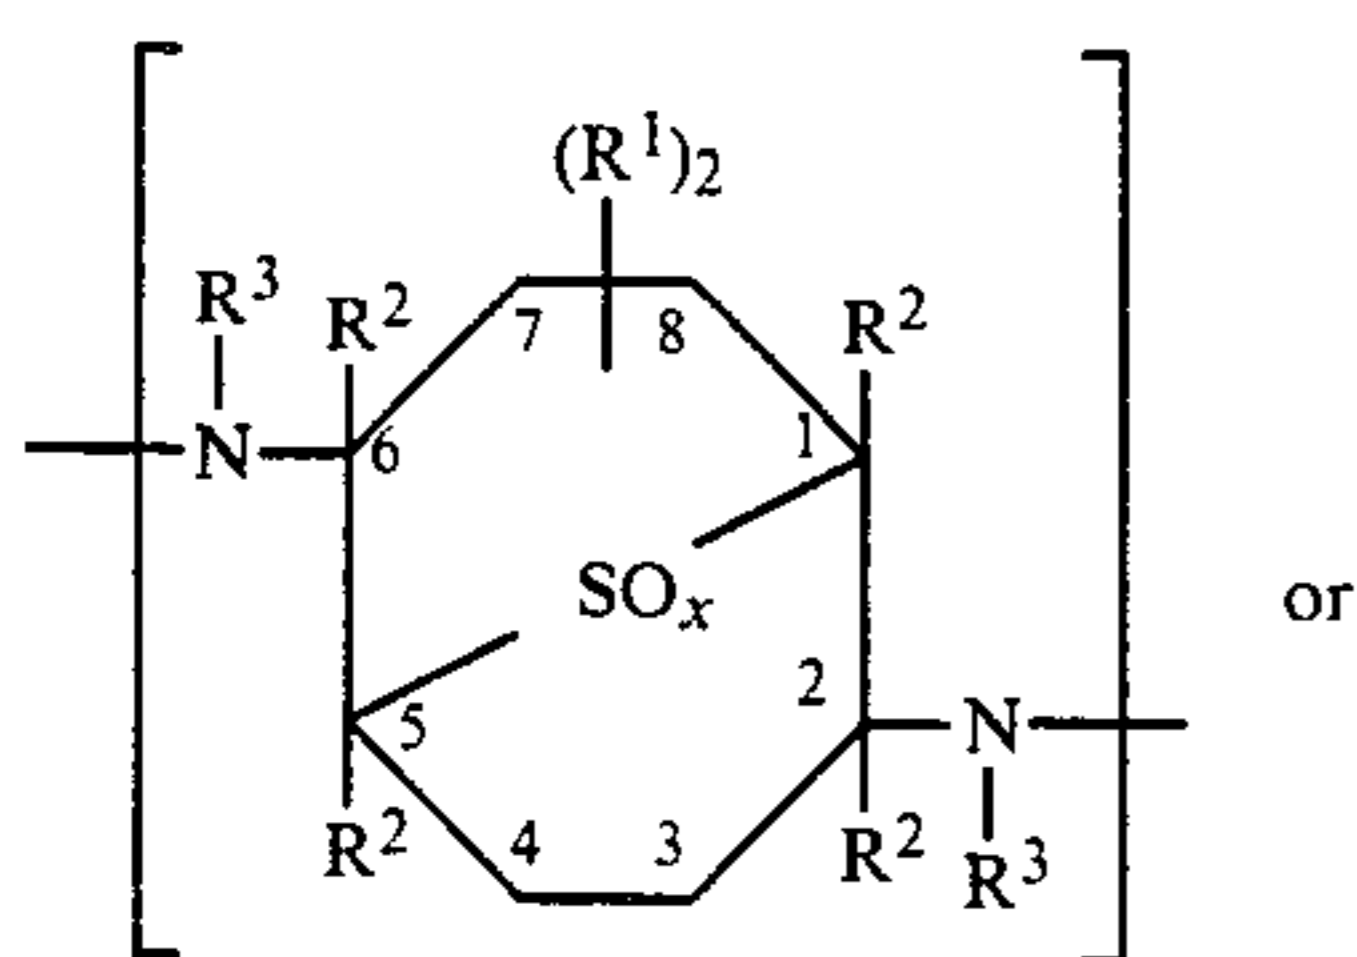 (R¹)₂
R³ R² R²
7 8
N 6 1
SOₓ or
2 N
5
R² 4 3 R² R³